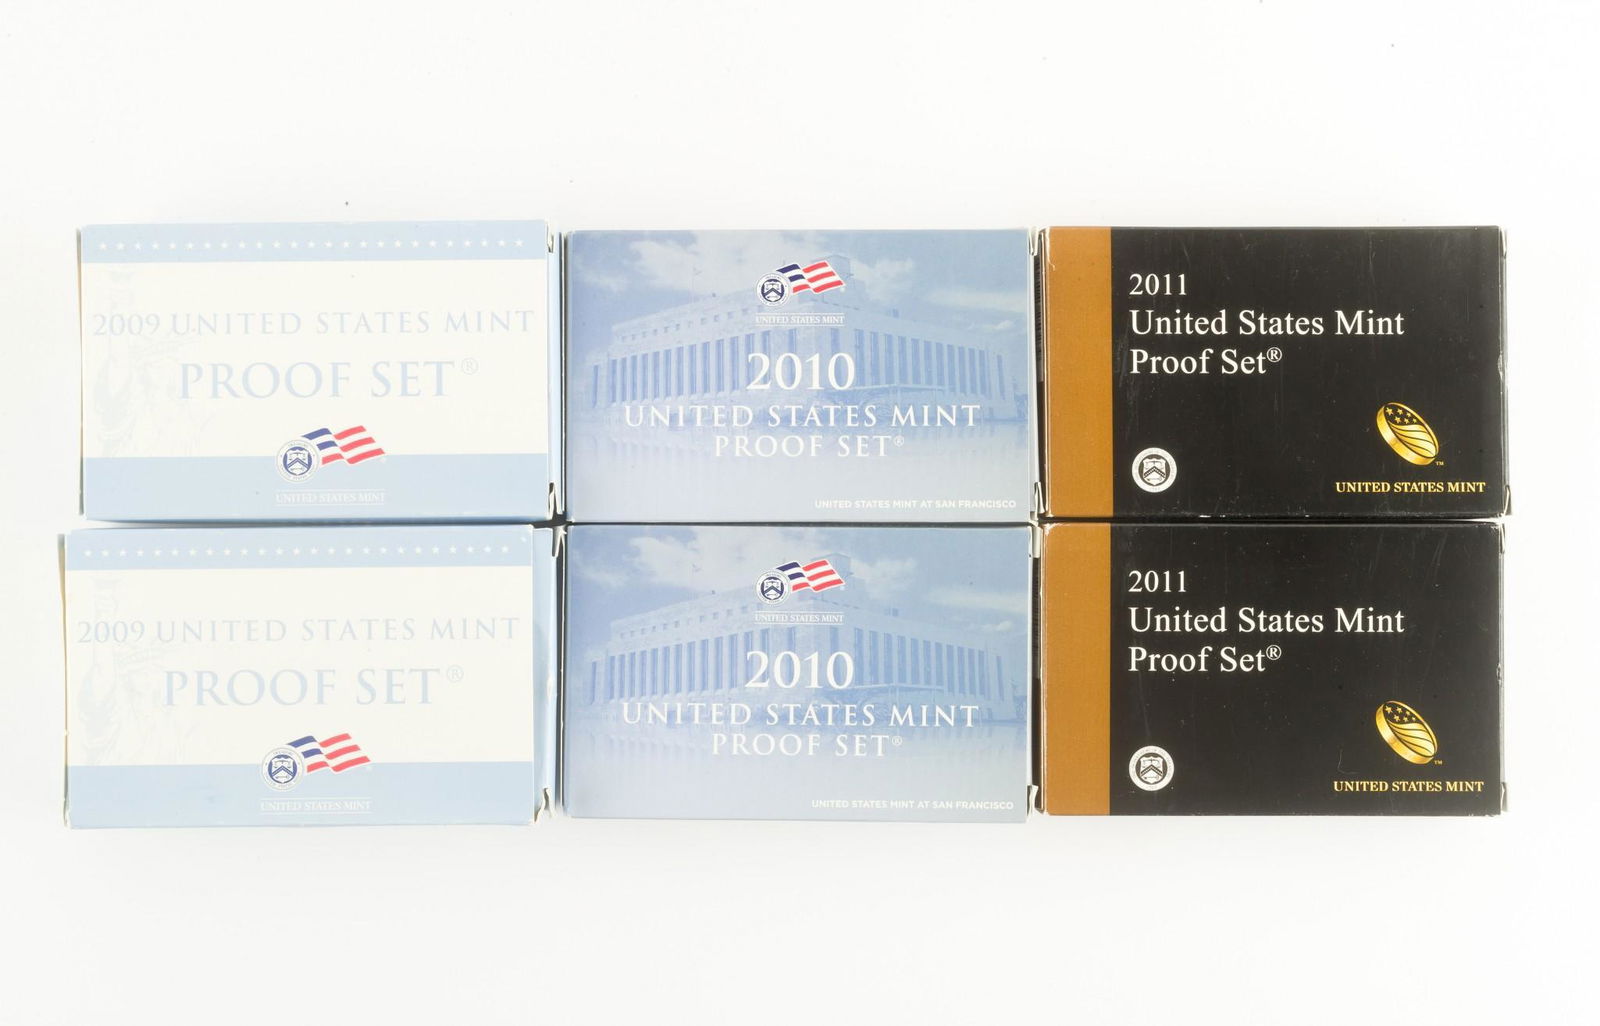 2009 UNITED STATES MINT
PROOF SET®
UNITED STATES MINT
UNITED STATES MINT
2010
UNITED STATES MINT
PROOF SET®
UNITED STATES MINT AT SAN FRANCISCO
2011
United States Mint
Proof Set®
™
UNITED STATES MINT
2009 UNITED STATES MINT
PROOF SET®
UNITED STATES MINT
UNITED STATES MINT
2010
UNITED STATES MINT
PROOF SET®
UNITED STATES MINT AT SAN FRANCISCO
2011
United States Mint
Proof Set®
™
UNITED STATES MINT